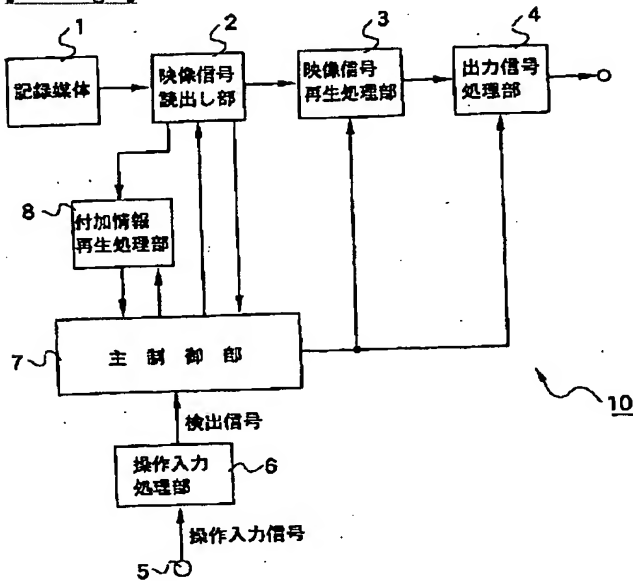 1
2
3
4
記録媒体
映像信号
読出し部
映像信号
再生処理部
出力信号
処理部
8
付加情報
再生処理部
7
主制御部
10
検出信号
操作入力
処理部
6
操作入力信号
5